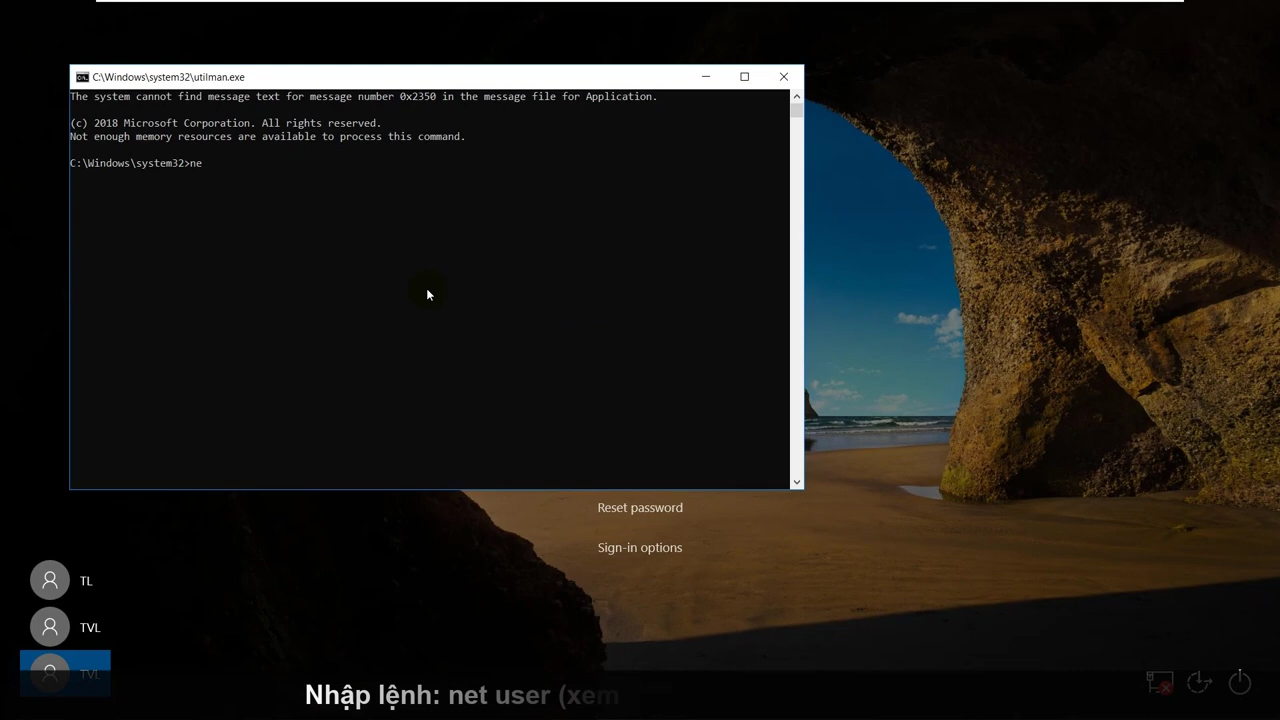 C:\Windows\system32\utilman.exe
The system cannot find message text for message number 0x2350 in the message file for Application.
(c) 2018 Microsoft Corporation. All rights reserved.
Not enough memory resources are available to process this command.
C:\Windows\system32>ne
Reset password
Sign-in options
TL
TVL
TVL
Nhập lệnh: net user (xem